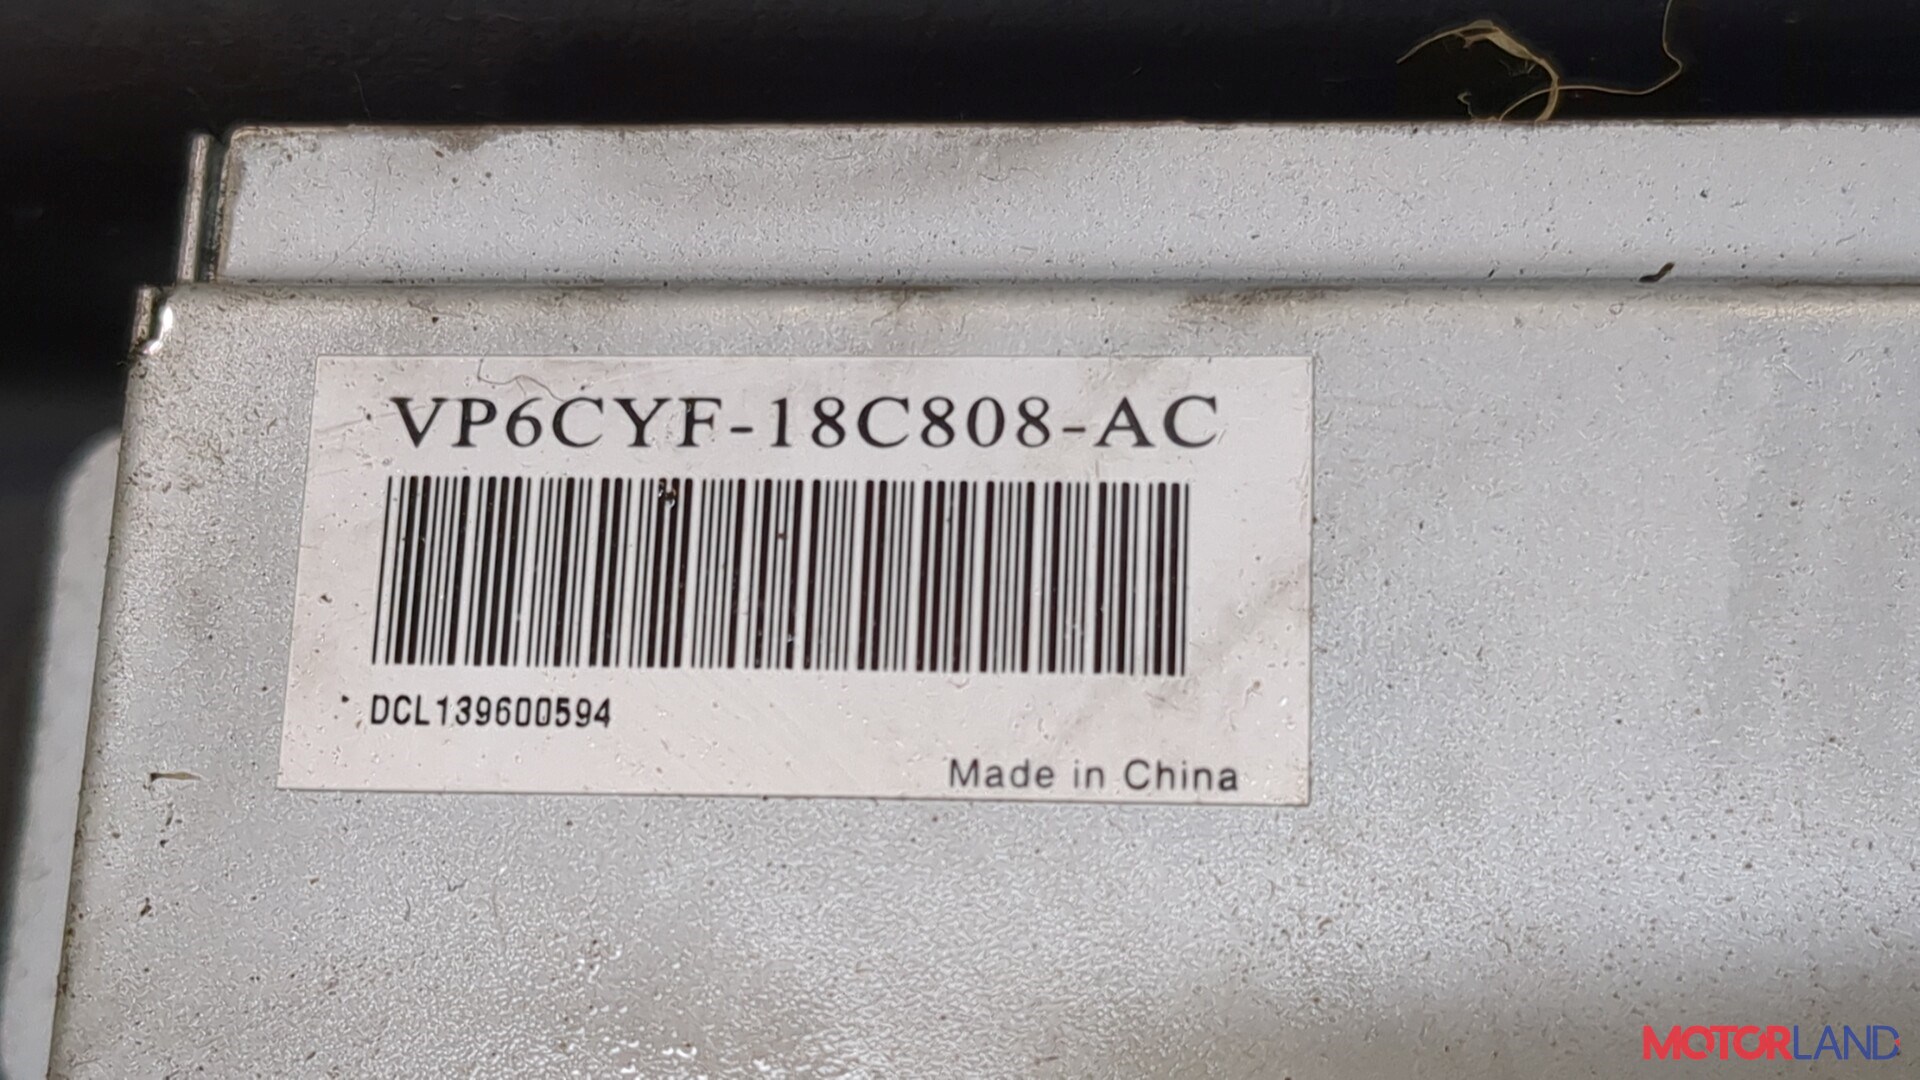 VP6CYF-18C808-AC
DCL139600594
Made in China
MOTORLAND